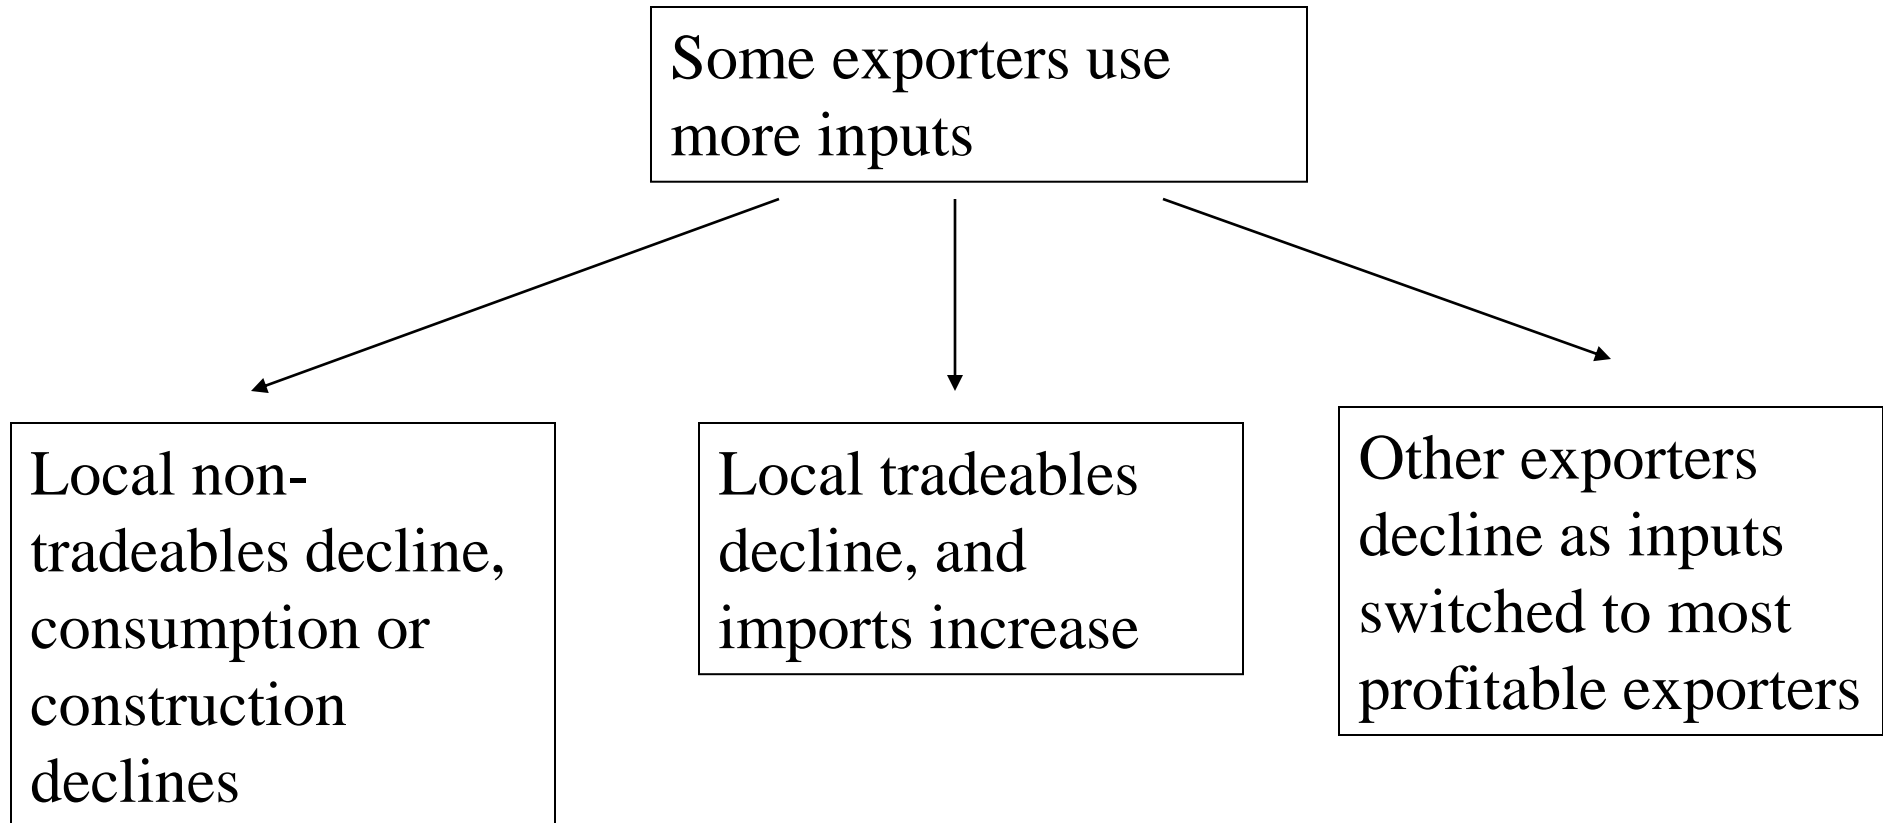 Some exporters use
more inputs
Local non-
tradeables decline,
consumption or
construction
declines
Local tradeables
decline, and
imports increase
Other exporters
decline as inputs
switched to most
profitable exporters